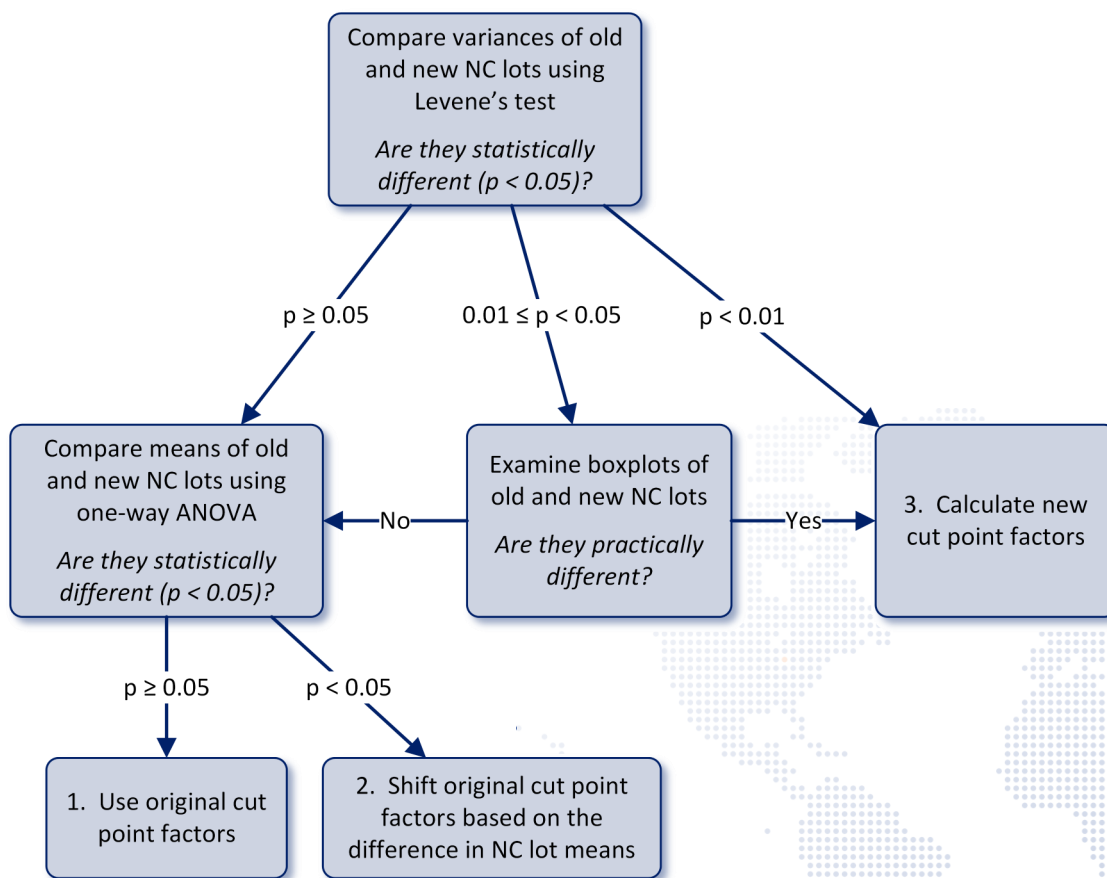 Compare variances of old
and new NC lots using
Levene's test
Are they statistically
different (p < 0.05)?
p ≥ 0.05
0.01 ≤ p < 0.05
p < 0.01
Compare means of old
and new NC lots using
one-way ANOVA
Are they statistically
different (p < 0.05)?
No
Examine boxplots of
old and new NC lots
Are they practically
different?
Yes
3. Calculate new
cut point factors
p ≥ 0.05
p < 0.05
1. Use original cut
point factors
2. Shift original cut point
factors based on the
difference in NC lot means